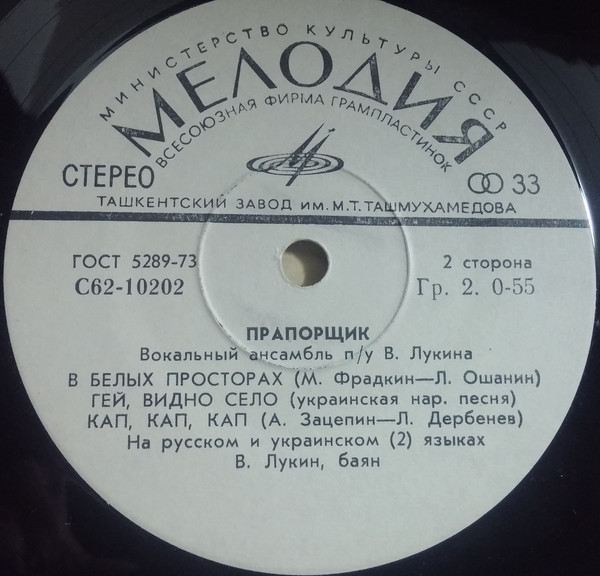 МИНИСТЕРСТВО КУЛЬТУРЫ СССР
МЕЛОДИЯ
ВСЕСОЮЗНАЯ ФИРМА ГРАМПЛАСТИНОК
СТЕРЕО
33
ТАШКЕНТСКИЙ ЗАВОД ИМ. М.Т. ТАШМУХАМЕДОВА
ГОСТ 5289-73 2 сторона
С62-10202 Гр. 2. 0-55
ПРАПОРЩИК
Вокальный ансамбль п/у В. Лукина
В БЕЛЫХ ПРОСТОРАХ (М. Фрадкин—Л. Ошанин)
ГЕЙ, ВИДНО СЕЛО (украинская нар. песня)
КАП, КАП, КАП (А. Зацепин—Л. Дербенев)
На русском и украинском (2) языках
В. Лукин, баян